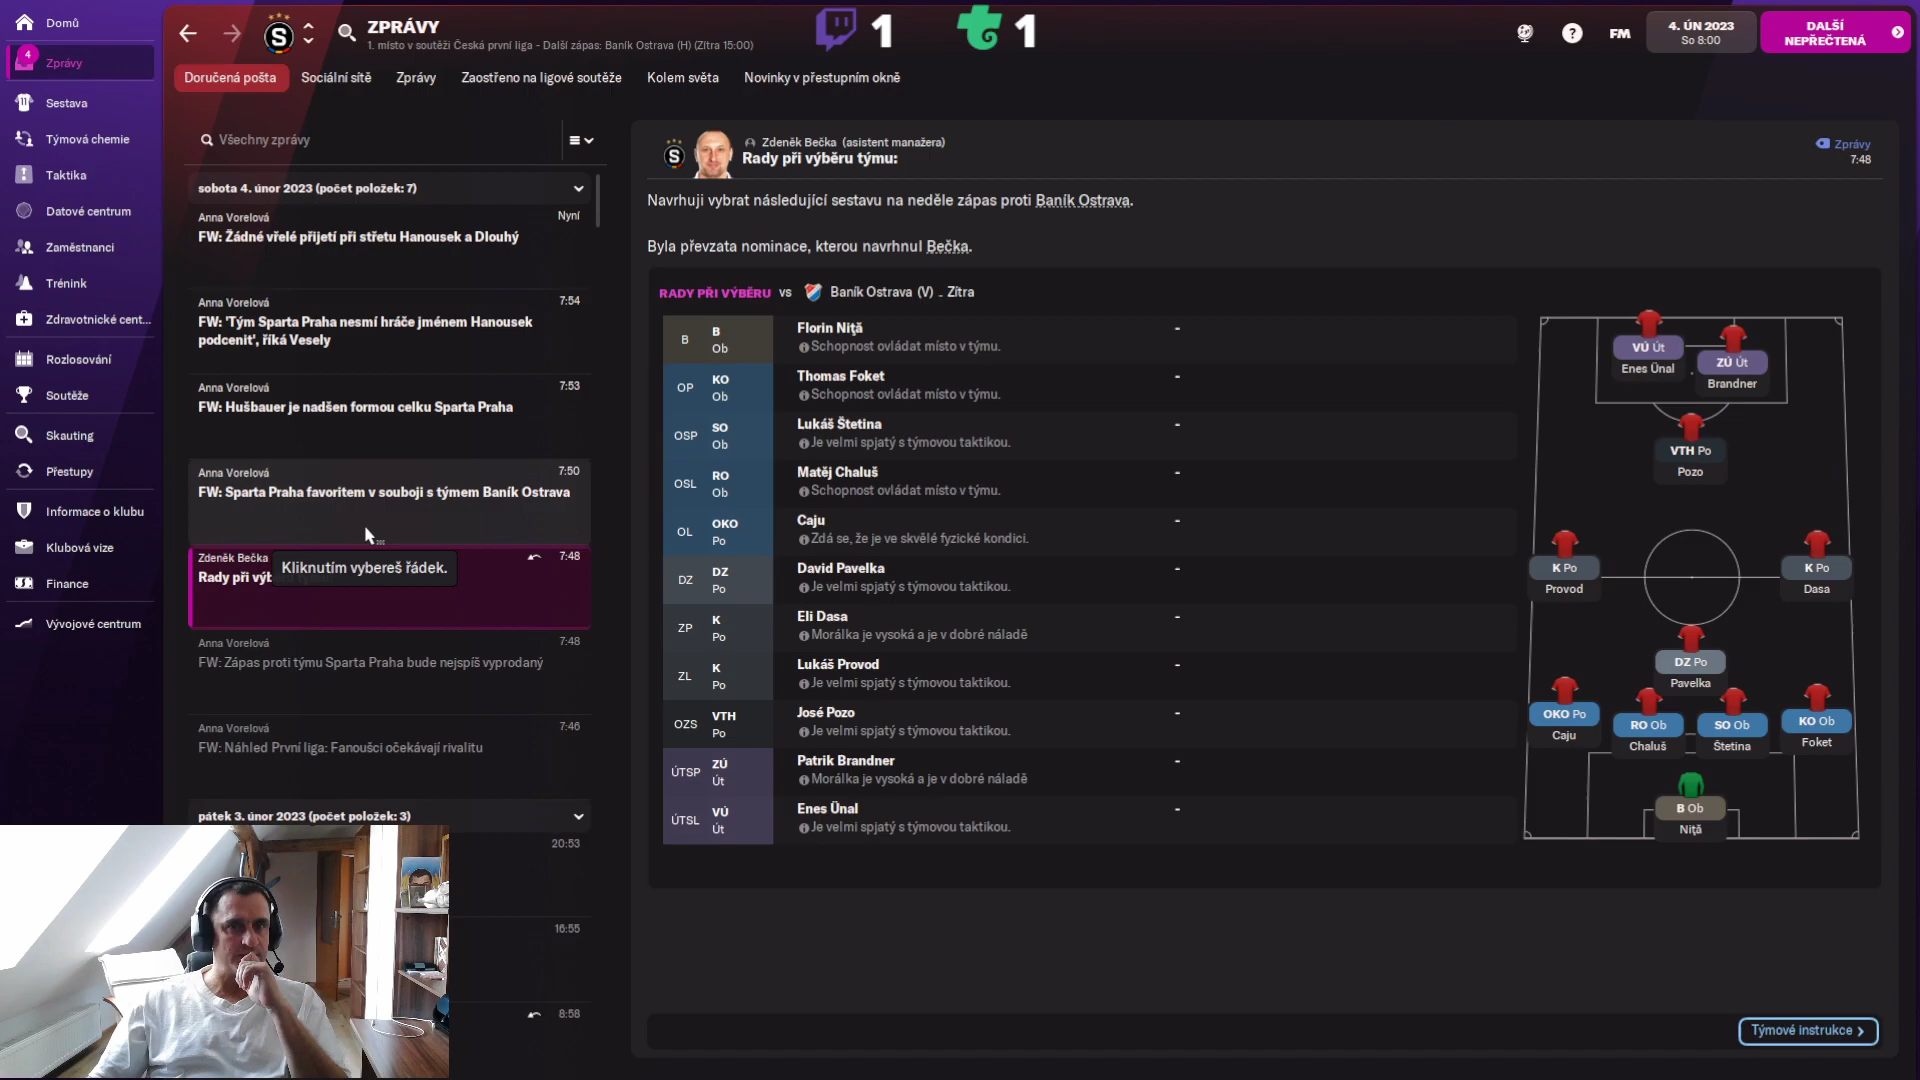 Domů
4
Zprávy
Sestava
Týmová chemie
Taktika
Datové centrum
Zaměstnanci
Trénink
Zdravotnické cent...
Rozlosování
Soutěže
Skauting
Přestupy
Informace o klubu
Klubová vize
Finance
Vývojové centrum
S
ZPRÁVY
1. místo v soutěži Česká první liga - Další zápas: Baník Ostrava (H) (Zítra 15:00)
1
1
FM
4. ÚN 2023
So 8:00
DALŠÍ
NEPŘEČTENÁ
Doručená pošta
Sociální sítě
Zprávy
Zaostřeno na ligové soutěže
Kolem světa
Novinky v přestupním okně
Všechny zprávy
sobota 4. únor 2023 (počet položek: 7)
Anna Vorelová
Nyní
FW: Žádné vřelé přijetí při střetu Hanousek a Dlouhý
Anna Vorelová
7:54
FW: 'Tým Sparta Praha nesmí hráče jménem Hanousek
podcenit', říká Vesely
Anna Vorelová
7:53
FW: Hušbauer je nadšen formou celku Sparta Praha
Anna Vorelová
7:50
FW: Sparta Praha favoritem v souboji s týmem Baník Ostrava
Zdeněk Bečka
7:48
Rady při výb
Kliknutím vybereš řádek.
Anna Vorelová
7:48
FW: Zápas proti týmu Sparta Praha bude nejspíš vyprodaný
Anna Vorelová
7:46
FW: Náhled První liga: Fanoušci očekávají rivalitu
pátek 3. únor 2023 (počet položek: 3)
20:53
16:55
8:58
S
Zdeněk Bečka (asistent manažera)
Rady při výběru týmu:
Zprávy
7:48
Navrhuji vybrat následující sestavu na neděle zápas proti Baník Ostrava.
Byla převzata nominace, kterou navrhnul Bečka.
RADY PŘI VÝBĚRU vs Baník Ostrava (V) - Zítra
B B Ob Florin Niță -
Schopnost ovládat místo v týmu.
OP KO Ob Thomas Foket -
Schopnost ovládat místo v týmu.
OSP SO Ob Lukáš Štetina -
Je velmi spjatý s týmovou taktikou.
OSL RO Ob Matěj Chaluš -
Schopnost ovládat místo v týmu.
OL OKO Po Caju -
Zdá se, že je ve skvělé fyzické kondici.
DZ DZ Po David Pavelka -
Je velmi spjatý s týmovou taktikou.
ZP K Po Eli Dasa -
Morálka je vysoká a je v dobré náladě
ZL K Po Lukáš Provod -
Je velmi spjatý s týmovou taktikou.
OZS VTH Po José Pozo -
Je velmi spjatý s týmovou taktikou.
ÚTSP ZÚ Út Patrik Brandner -
Morálka je vysoká a je v dobré náladě
ÚTSL VÚ Út Enes Ünal -
Je velmi spjatý s týmovou taktikou.
VÚ Út
Enes Ünal
ZÚ Út
Brandner
VTH Po
Pozo
K Po
Provod
K Po
Dasa
DZ Po
Pavelka
OKO Po
Caju
RO Ob
Chaluš
SO Ob
Štetina
KO Ob
Foket
B Ob
Niță
Týmové instrukce